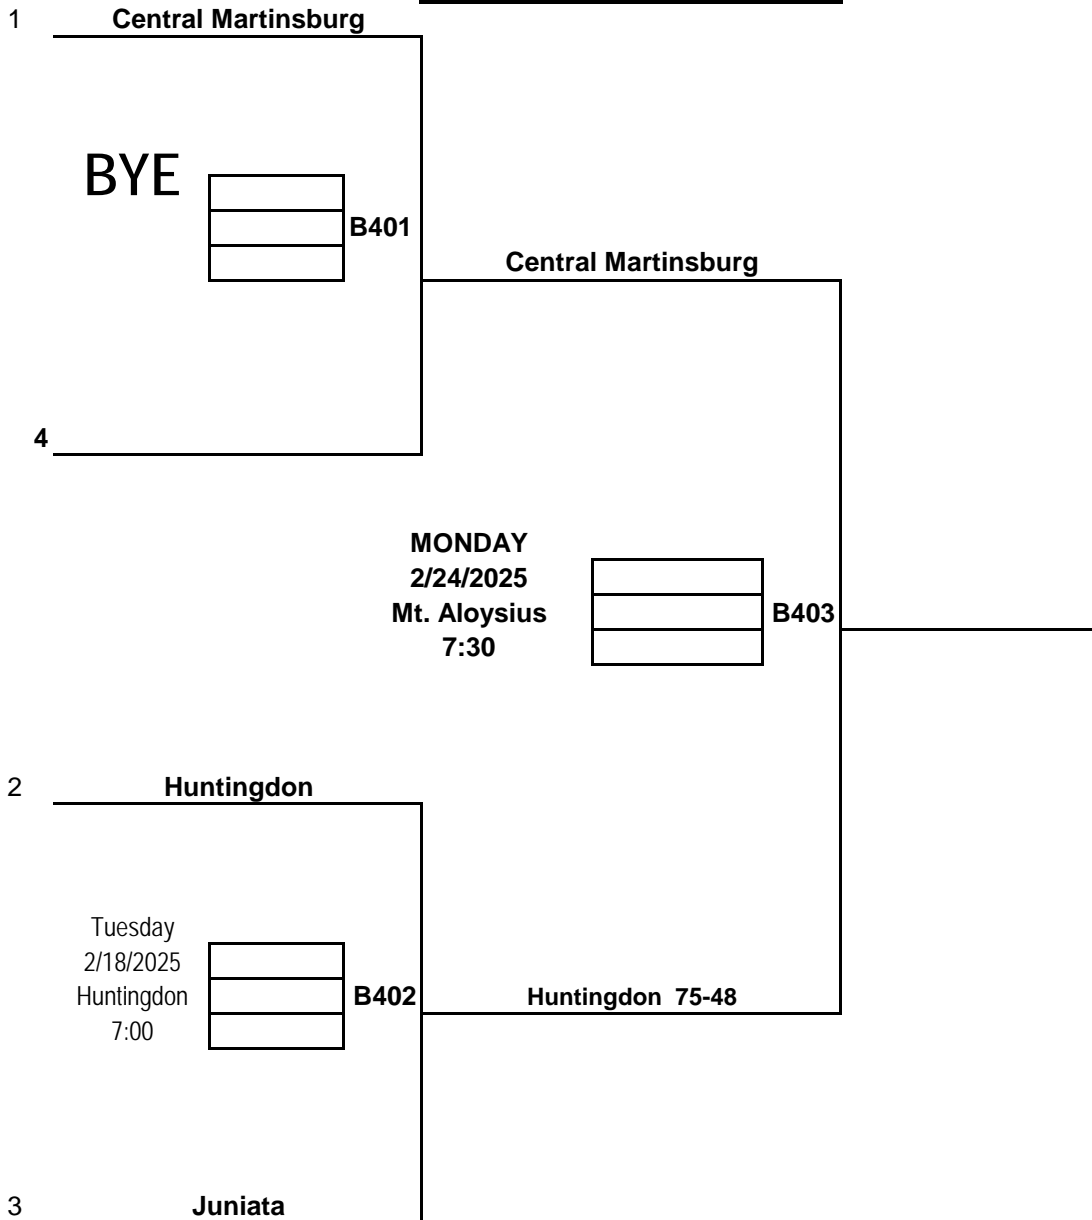 1 Central Martinsburg
BYE
B401
Central Martinsburg
4
MONDAY
2/24/2025
Mt. Aloysius
7:30
B403
2 Huntingdon
Tuesday
2/18/2025
Huntingdon
7:00
B402
Huntingdon 75-48
3 Juniata